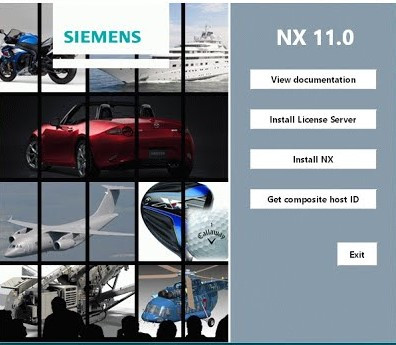 SIEMENS
NX 11.0
View documentation
Install License Server
Install NX
Get composite host ID
Exit
Callaway